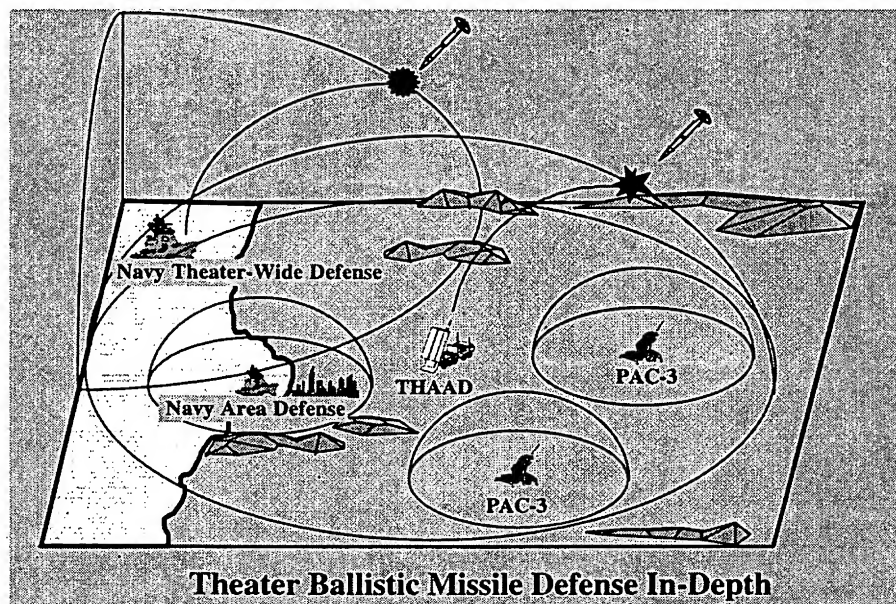 Navy Theater-Wide Defense
PAC-3
THAAD
Navy Area Defense
PAC-3
Theater Ballistic Missile Defense In-Depth